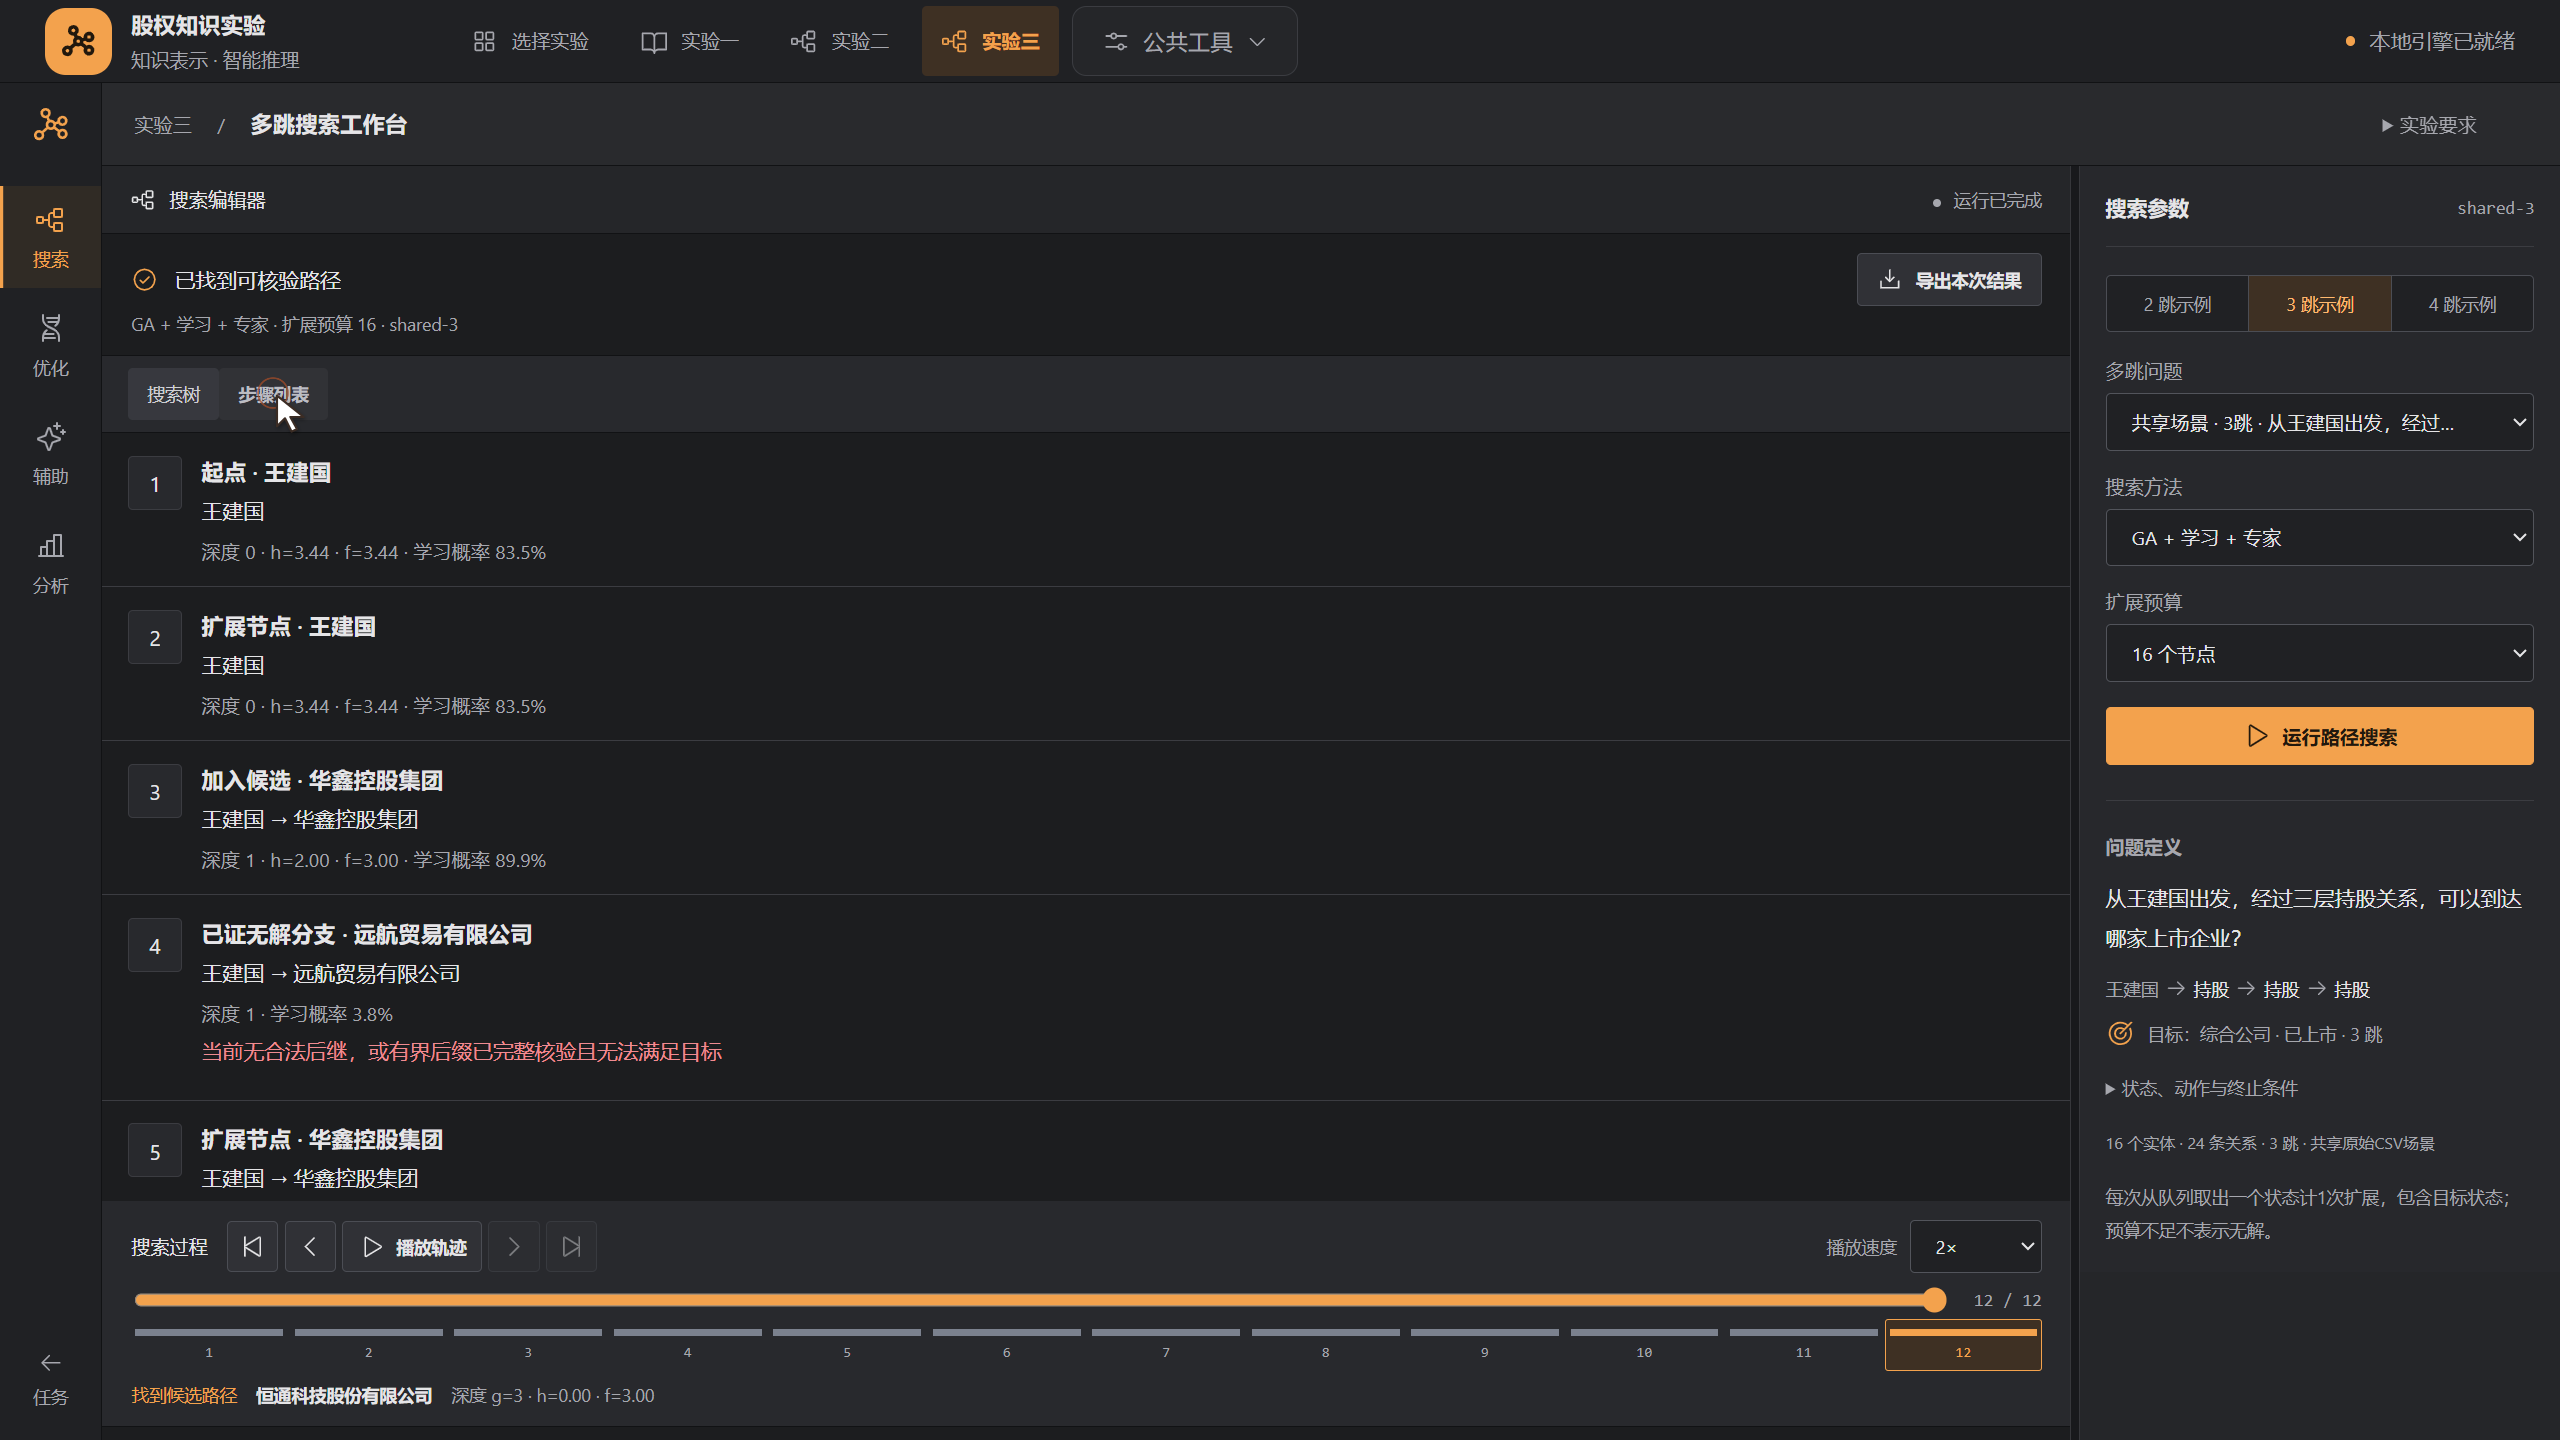 股权知识实验
知识表示 · 智能推理
选择实验
实验一
实验二
实验三
公共工具
本地引擎已就绪
实验三 / 多跳搜索工作台
实验要求
搜索
优化
辅助
分析
任务
搜索编辑器
运行已完成
已找到可核验路径
GA + 学习 + 专家 · 扩展预算 16 · shared-3
导出本次结果
搜索树
步骤列表
1
起点 · 王建国
王建国
深度 0 · h=3.44 · f=3.44 · 学习概率 83.5%
2
扩展节点 · 王建国
王建国
深度 0 · h=3.44 · f=3.44 · 学习概率 83.5%
3
加入候选 · 华鑫控股集团
王建国 → 华鑫控股集团
深度 1 · h=2.00 · f=3.00 · 学习概率 89.9%
4
已证无解分支 · 远航贸易有限公司
王建国 → 远航贸易有限公司
深度 1 · 学习概率 3.8%
当前无合法后继，或有界后缀已完整核验且无法满足目标
5
扩展节点 · 华鑫控股集团
王建国 → 华鑫控股集团
搜索过程
播放轨迹
播放速度
2×
12 / 12
1
2
3
4
5
6
7
8
9
10
11
12
找到候选路径 恒通科技股份有限公司 深度 g=3 · h=0.00 · f=3.00
搜索参数
shared-3
2 跳示例
3 跳示例
4 跳示例
多跳问题
共享场景 · 3跳 · 从王建国出发，经过...
搜索方法
GA + 学习 + 专家
扩展预算
16 个节点
运行路径搜索
问题定义
从王建国出发，经过三层持股关系，可以到达
哪家上市企业？
王建国 → 持股 → 持股 → 持股
目标：综合公司 · 已上市 · 3 跳
状态、动作与终止条件
16 个实体 · 24 条关系 · 3 跳 · 共享原始CSV场景
每次从队列取出一个状态计1次扩展，包含目标状态；
预算不足不表示无解。